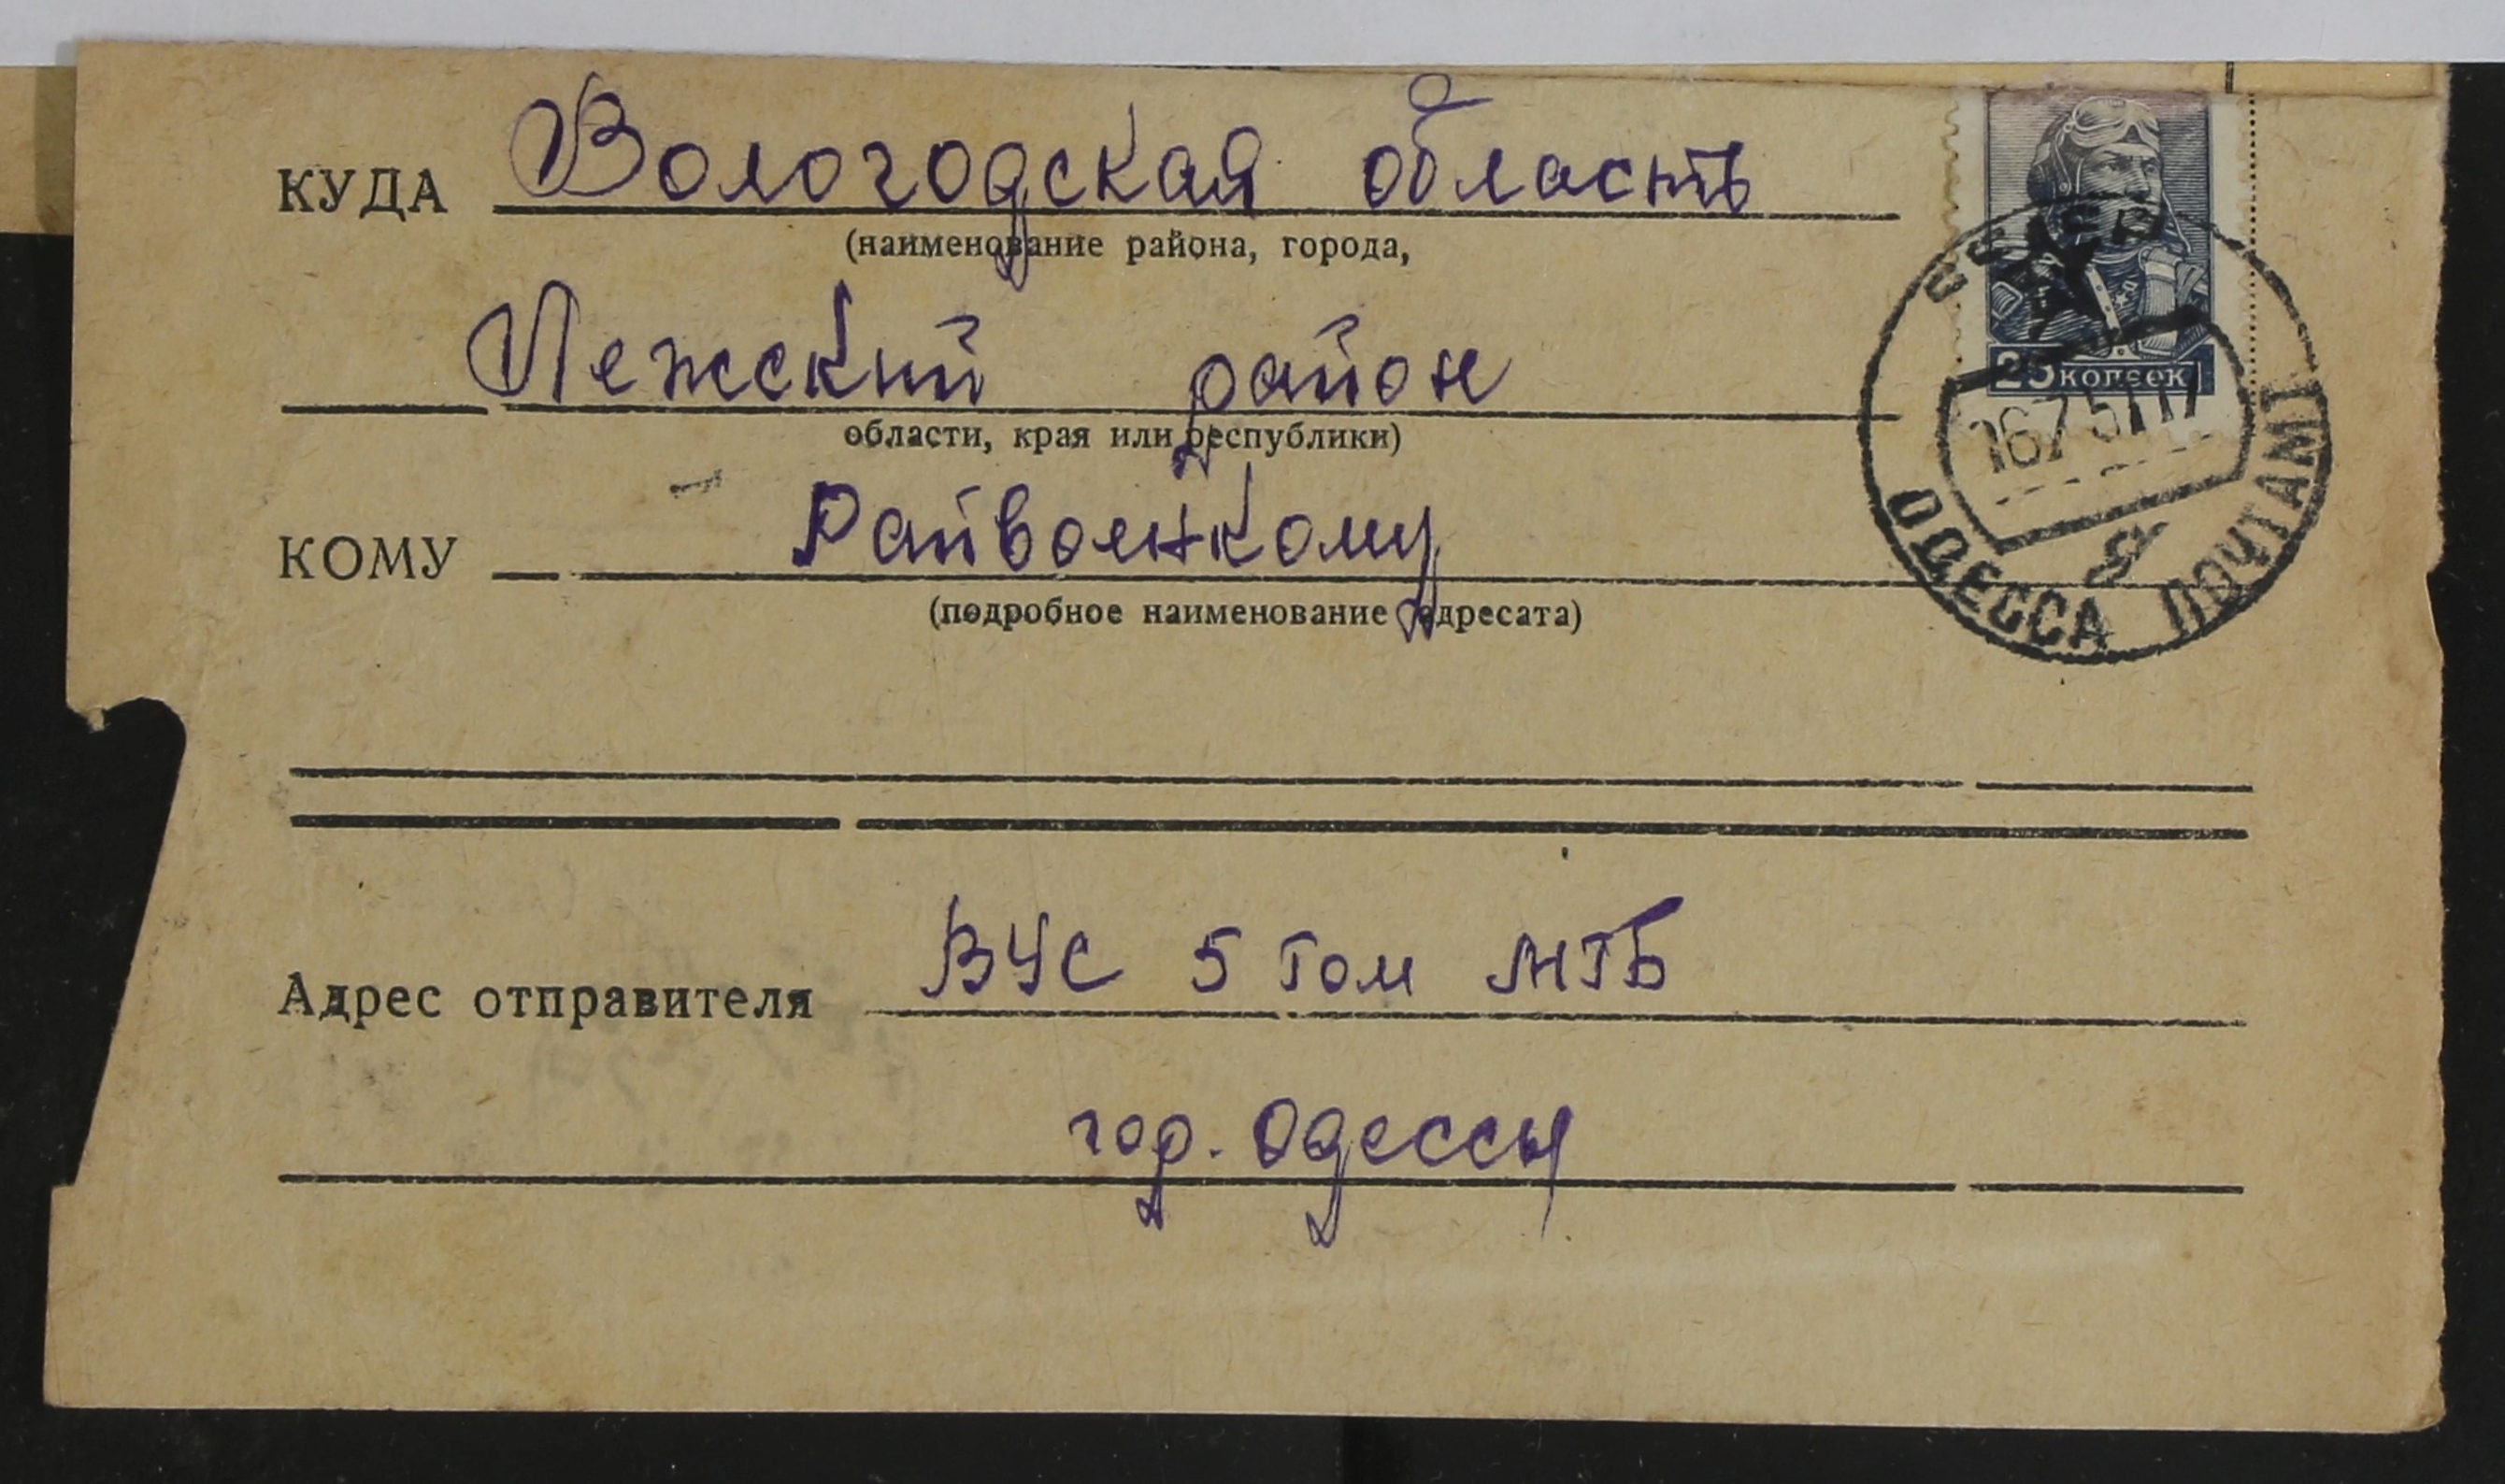 КУДА Вологодская область
(наименование района, города,
Лежский район
области, края или республики)
КОМУ Райвоенкому
(подробное наименование адресата)
25 копеек
ОДЕССА ПОЧТАМТ
Я
Адрес отправителя ВУС 5 гом МГБ
гор. Одессы